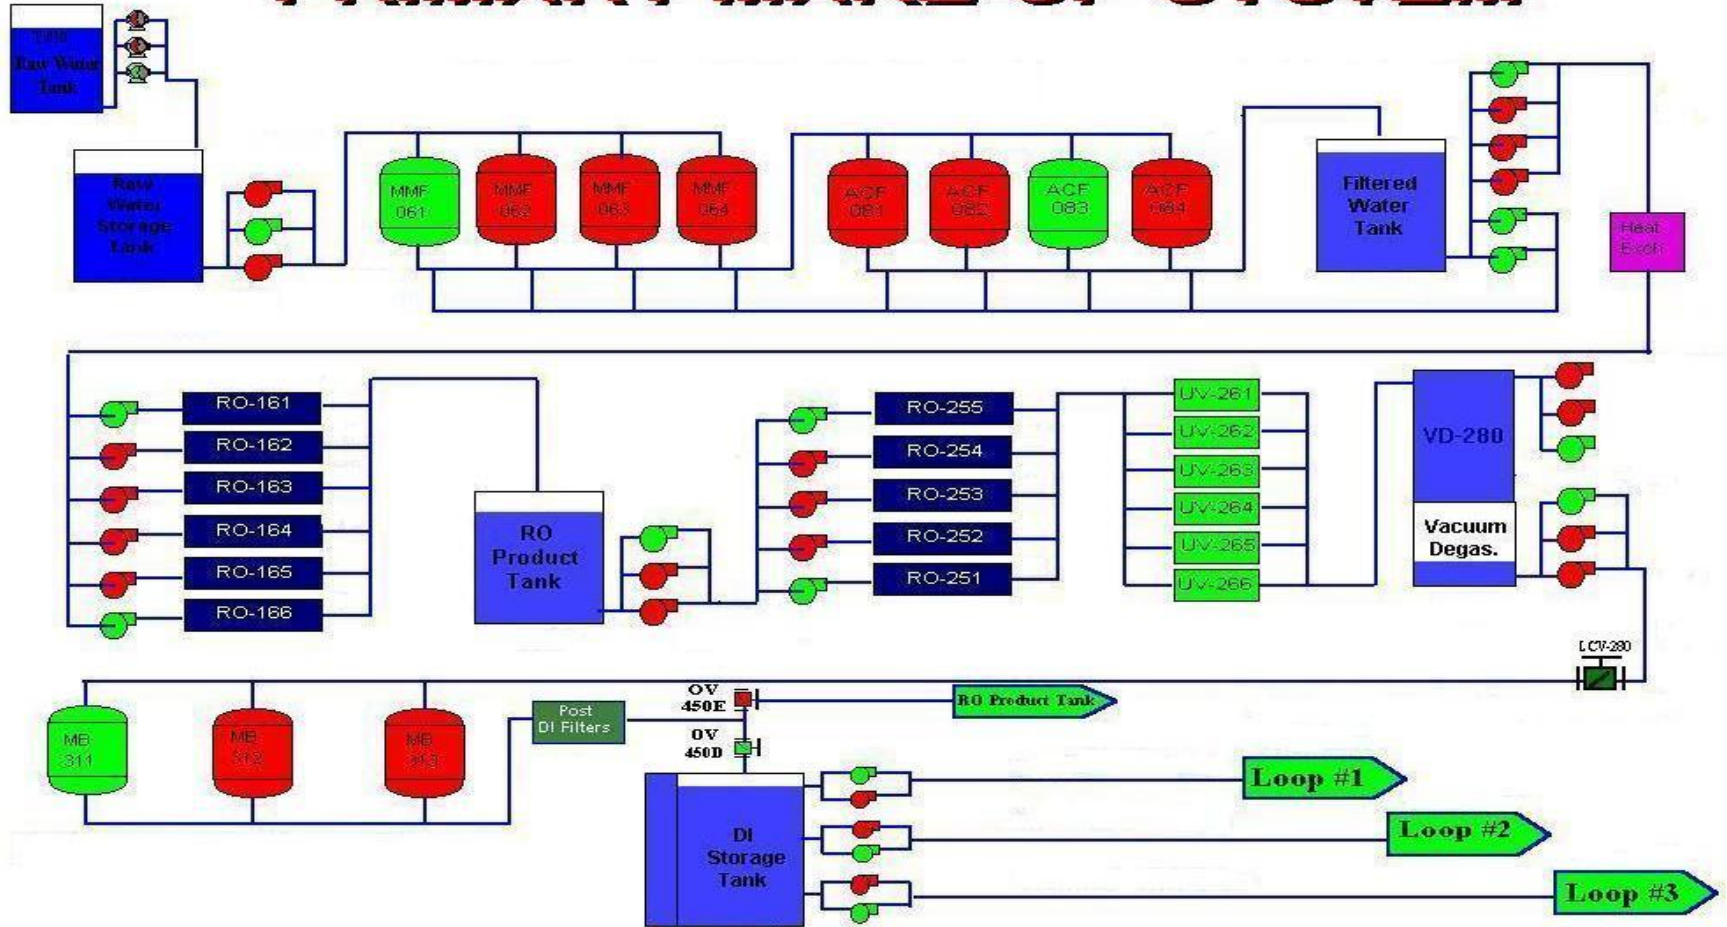 PRIMARY MAKE UP SYSTEM
Raw Water
Tank
Raw
Water
Storage
Tank
MMF
061
MMF
062
MMF
063
MMF
064
ACF
081
ACF
082
ACF
083
ACF
084
Filtered
Water
Tank
Heat
Exch
RO-161
RO-162
RO-163
RO-164
RO-165
RO-166
RO
Product
Tank
RO-255
RO-254
RO-253
RO-252
RO-251
UV-261
UV-262
UV-263
UV-264
UV-265
UV-266
VD-280
Vacuum
Degas.
LCV-280
MB
311
MB
312
MB
313
Post
DI Filters
OV
450E
OV
450D
RO Product Tank
DI
Storage
Tank
Loop #1
Loop #2
Loop #3